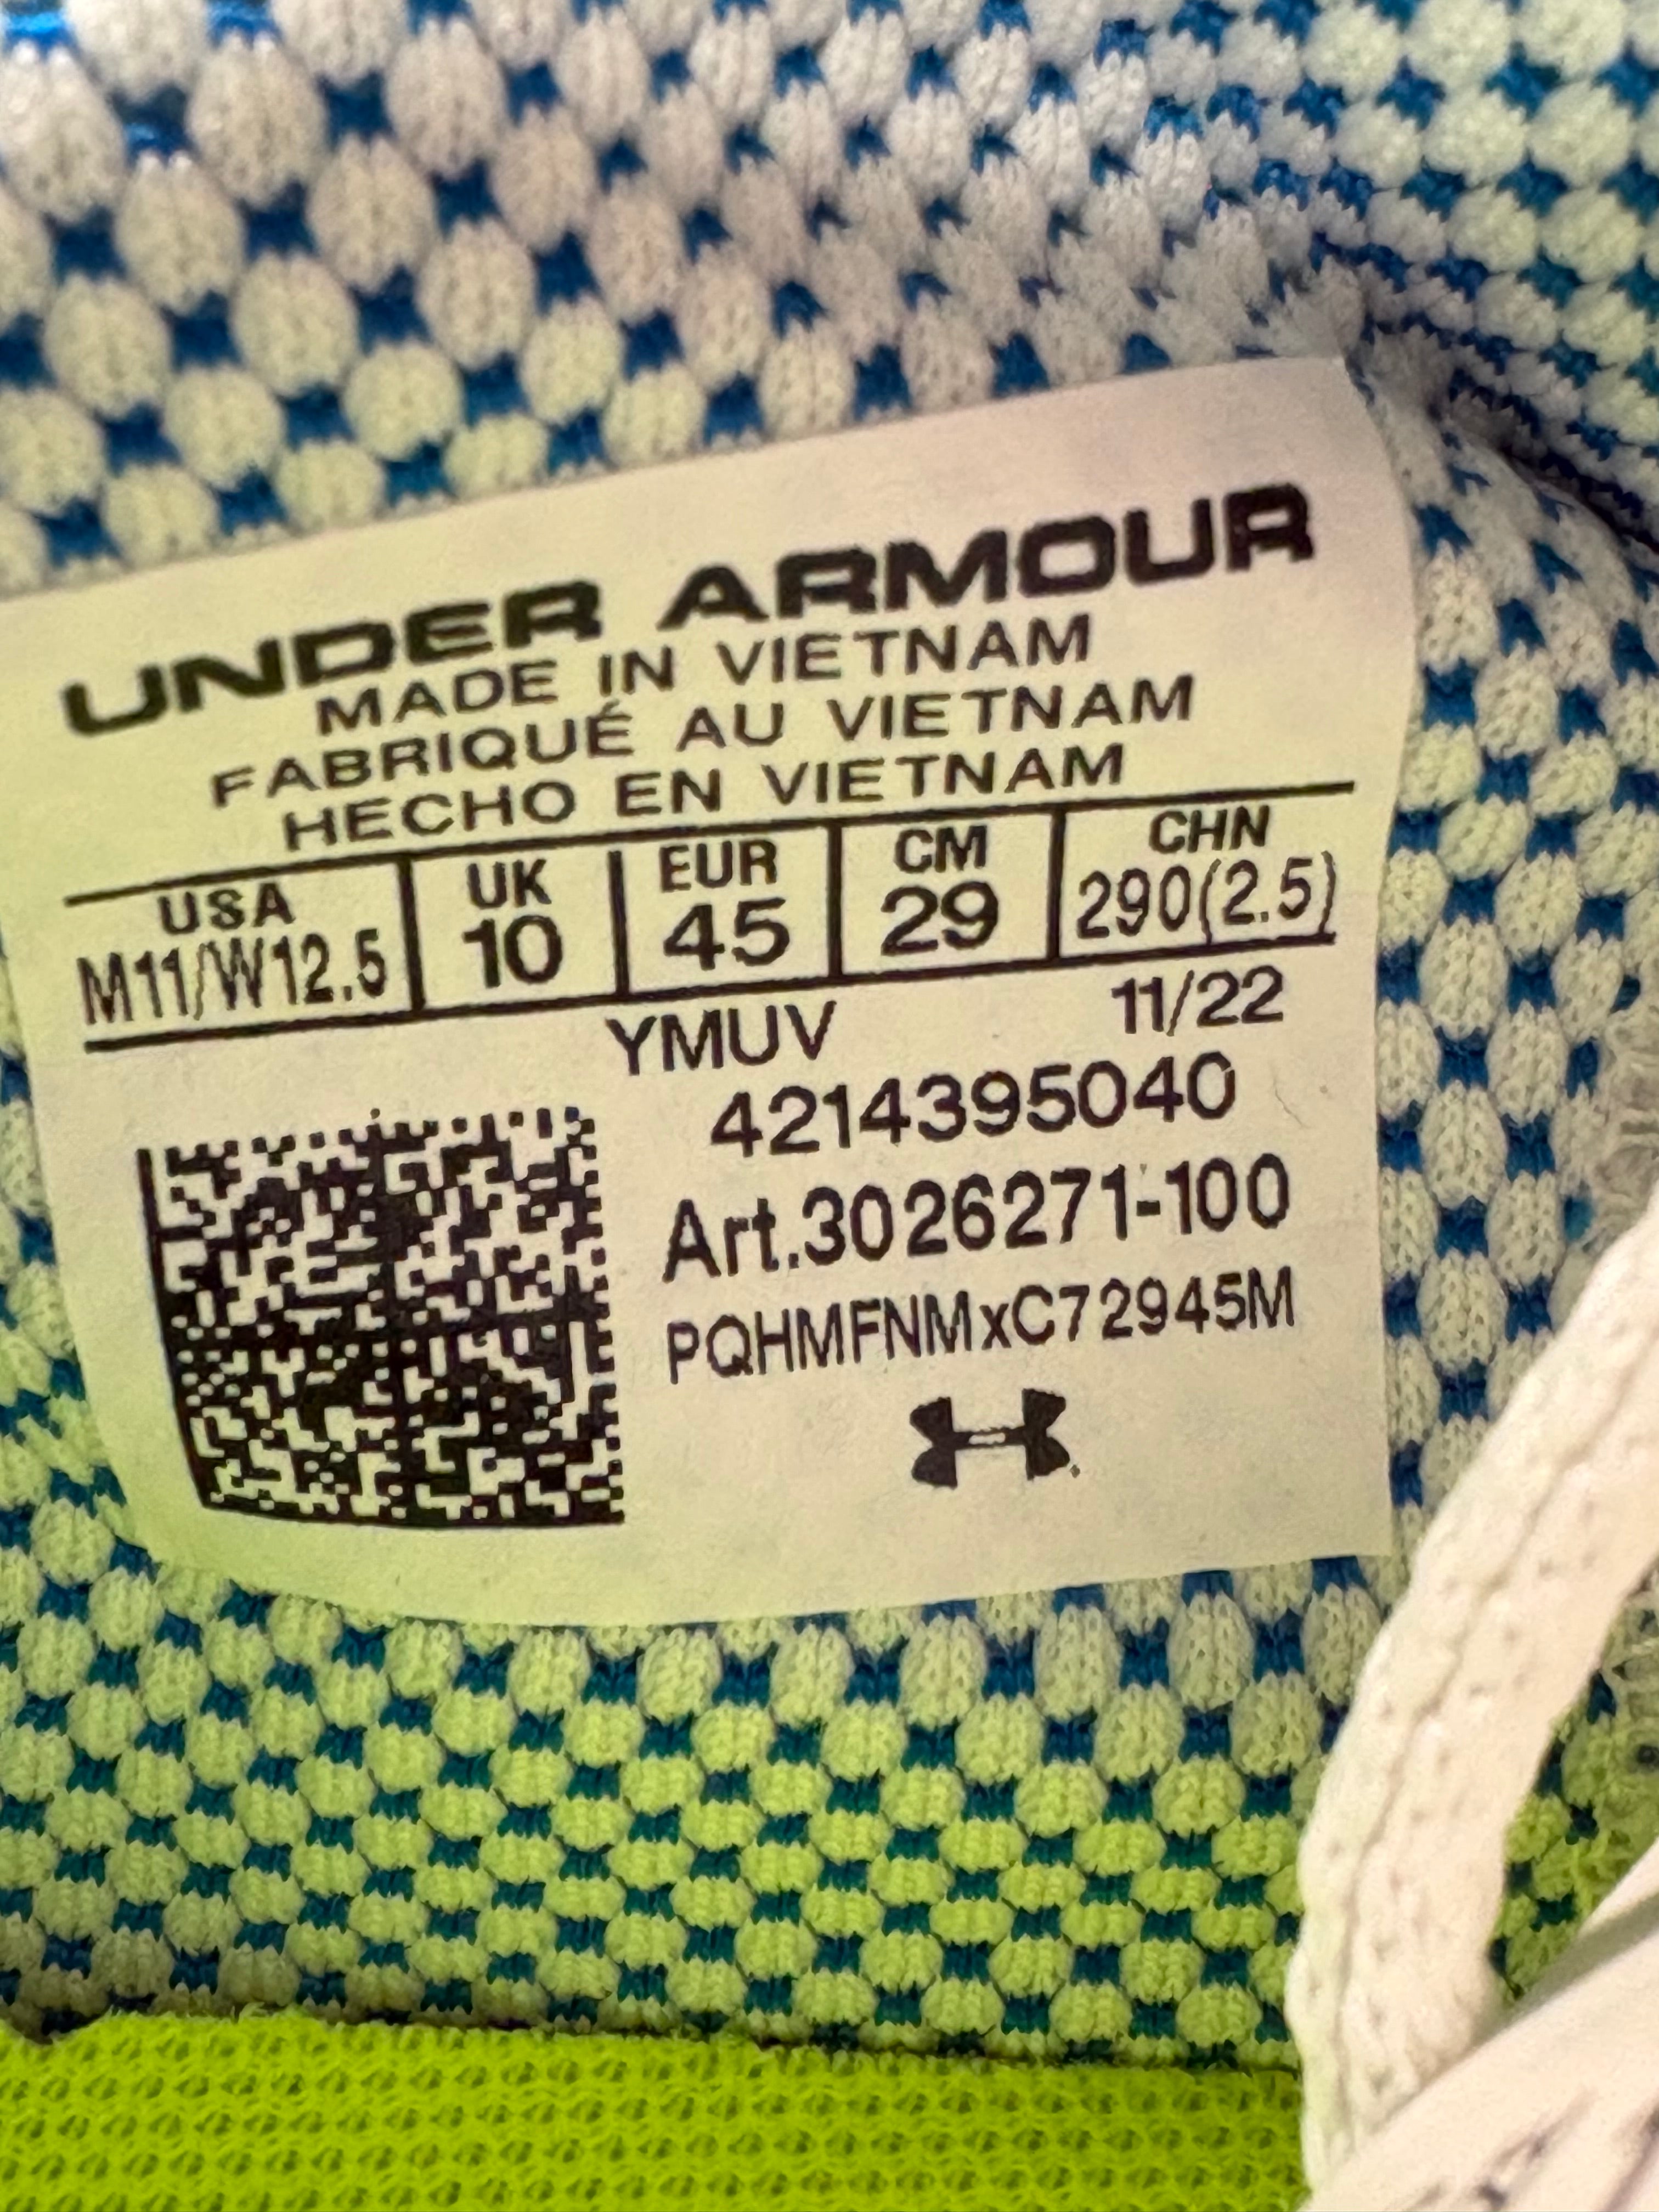 UNDER ARMOUR
MADE IN VIETNAM
FABRIQUÉ AU VIETNAM
HECHO EN VIETNAM
USA UK EUR CM CHN
M11/W12.5 10 45 29 290(2.5)
YMUV 11/22
4214395040
Art.3026271-100
PQHMFNMxC72945M